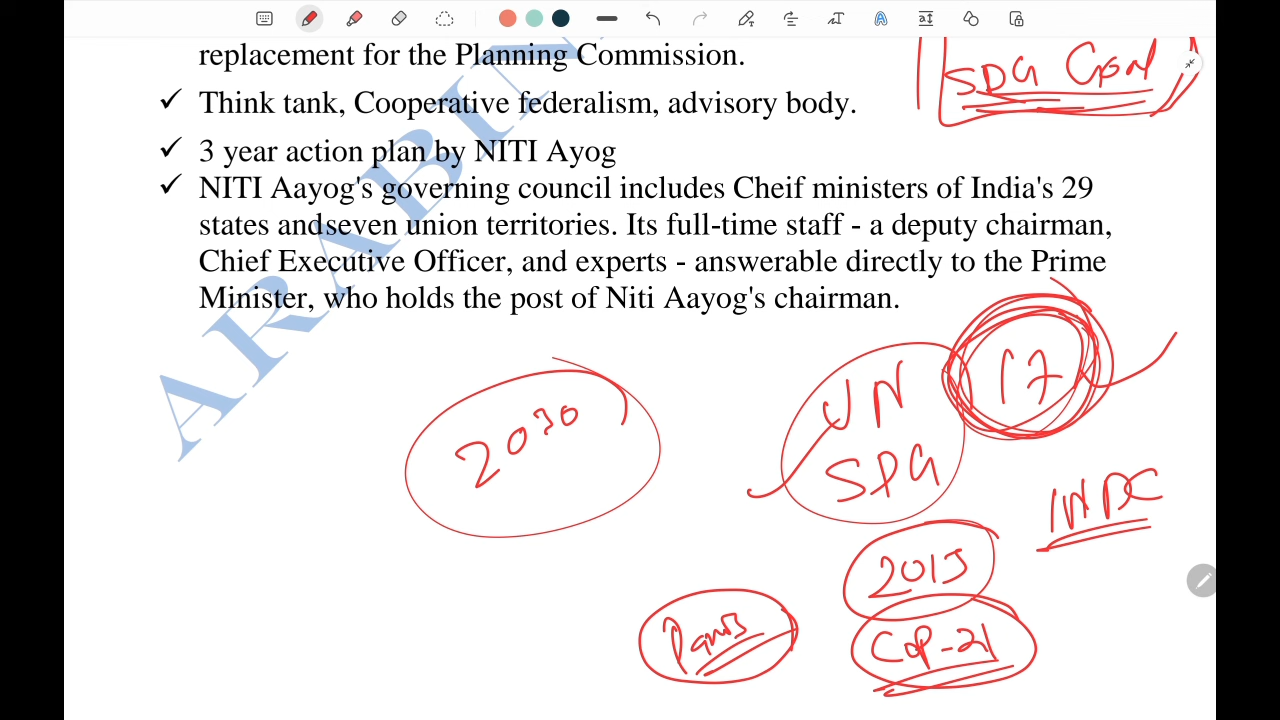 replacement for the Planning Commission.
SDG Goal
✓ Think tank, Cooperative federalism, advisory body.
✓ 3 year action plan by NITI Ayog
✓ NITI Aayog's governing council includes Cheif ministers of India's 29
states andseven union territories. Its full-time staff - a deputy chairman,
Chief Executive Officer, and experts - answerable directly to the Prime
Minister, who holds the post of Niti Aayog's chairman.
ARABIN
17
UN
2030
SDG
INDC
2015
Paris
COP-21